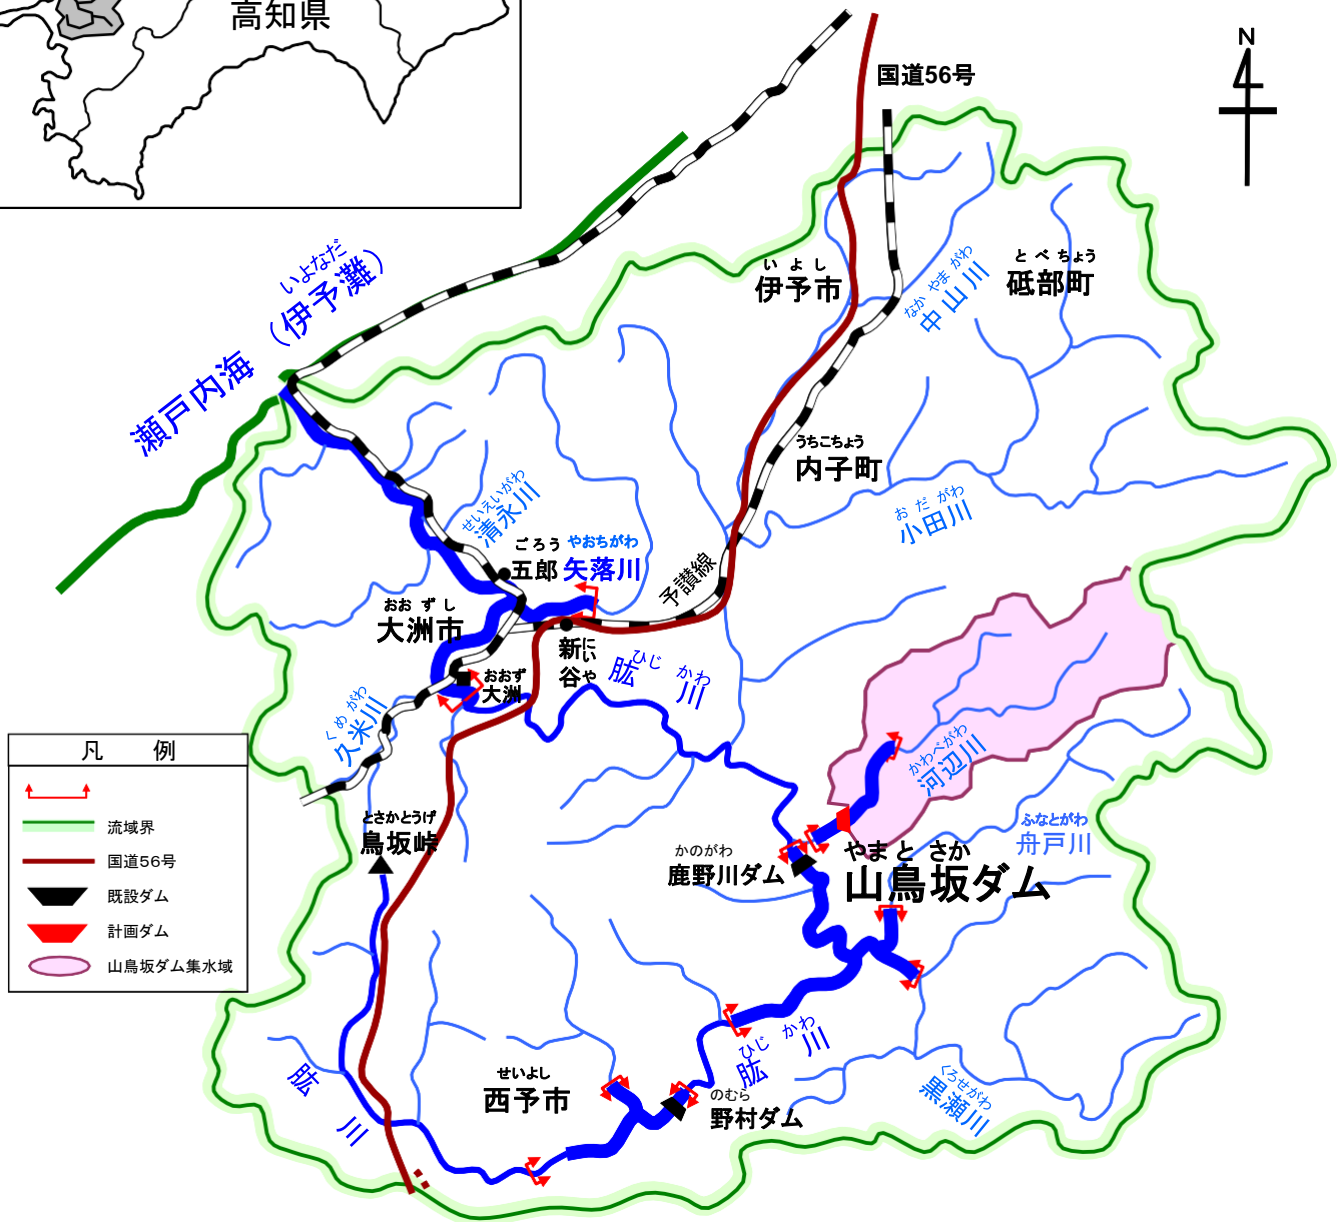 高知県
N
国道56号
いよなだ
瀬戸内海（伊予灘）
いよし
伊予市
なかやまがわ
中山川
とべちょう
砥部町
うちこちょう
内子町
おだがわ
小田川
せいえいがわ
清永川
ごろう
五郎
やおちがわ
矢落川
予讃線
おおずし
大洲市
新谷
にいや
おおず
大洲
ひじかわ
肱川
くめがわ
久米川
かわべがわ
河辺川
ふなとがわ
舟戸川
とさかとうげ
鳥坂峠
かのがわ
鹿野川ダム
やまとさか
山鳥坂ダム
凡例
流域界
国道56号
既設ダム
計画ダム
山鳥坂ダム集水域
ひじかわ
肱川
肱川
せいよし
西予市
のむら
野村ダム
くろせがわ
黒瀬川